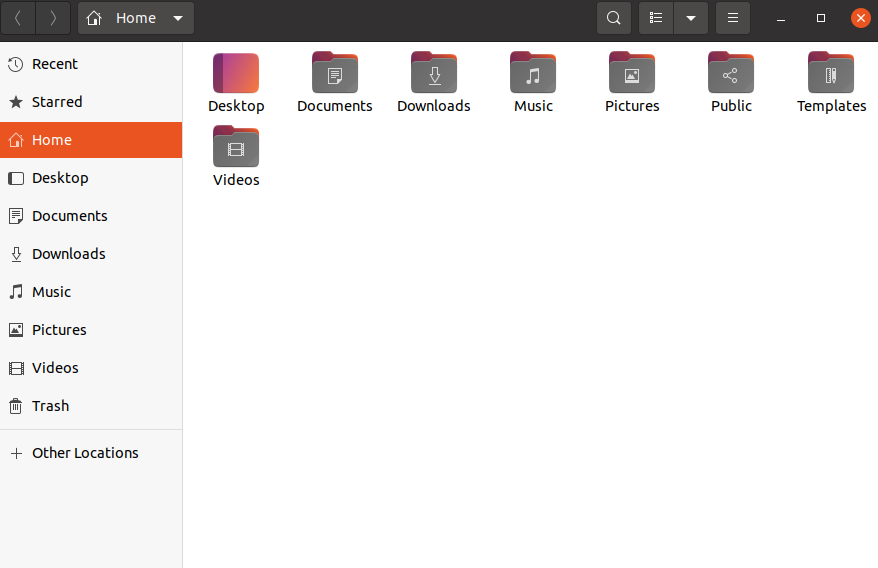 Home
Recent
Starred
Home
Desktop
Documents
Downloads
Music
Pictures
Videos
Trash
Other Locations
Desktop Documents Downloads Music Pictures Public Templates
Videos